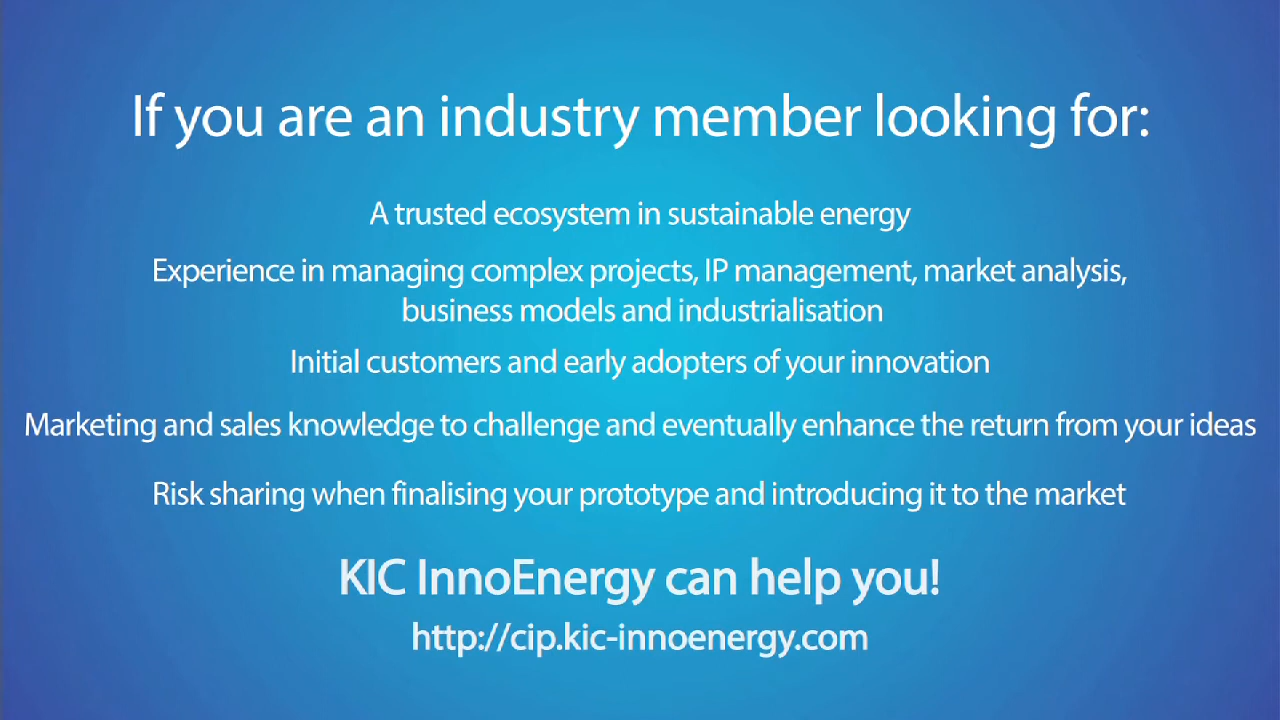 If you are an industry member looking for:
A trusted ecosystem in sustainable energy
Experience in managing complex projects, IP management, market analysis,
business models and industrialisation
Initial customers and early adopters of your innovation
Marketing and sales knowledge to challenge and eventually enhance the return from your ideas
Risk sharing when finalising your prototype and introducing it to the market
KIC InnoEnergy can help you!
http://cip.kic-innoenergy.com